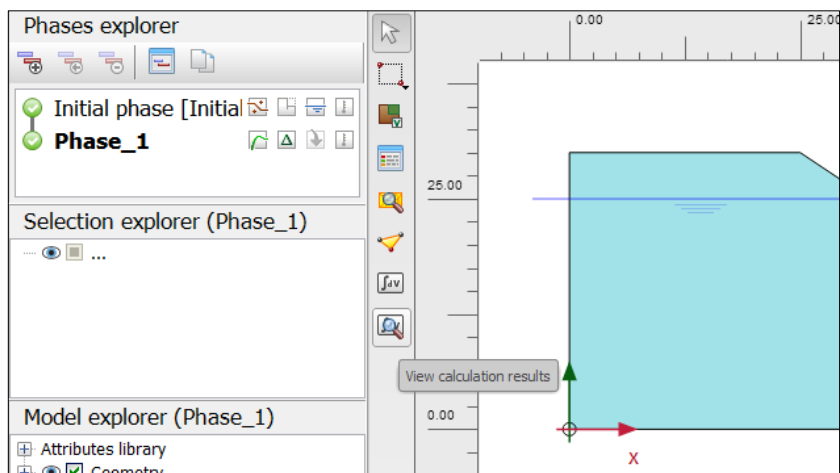 Phases explorer
Initial phase [Initial
Phase_1
Selection explorer (Phase_1)
...
Model explorer (Phase_1)
Attributes library
Geometry
∫dV
View calculation results
0.00
25.00
25.00
0.00
x